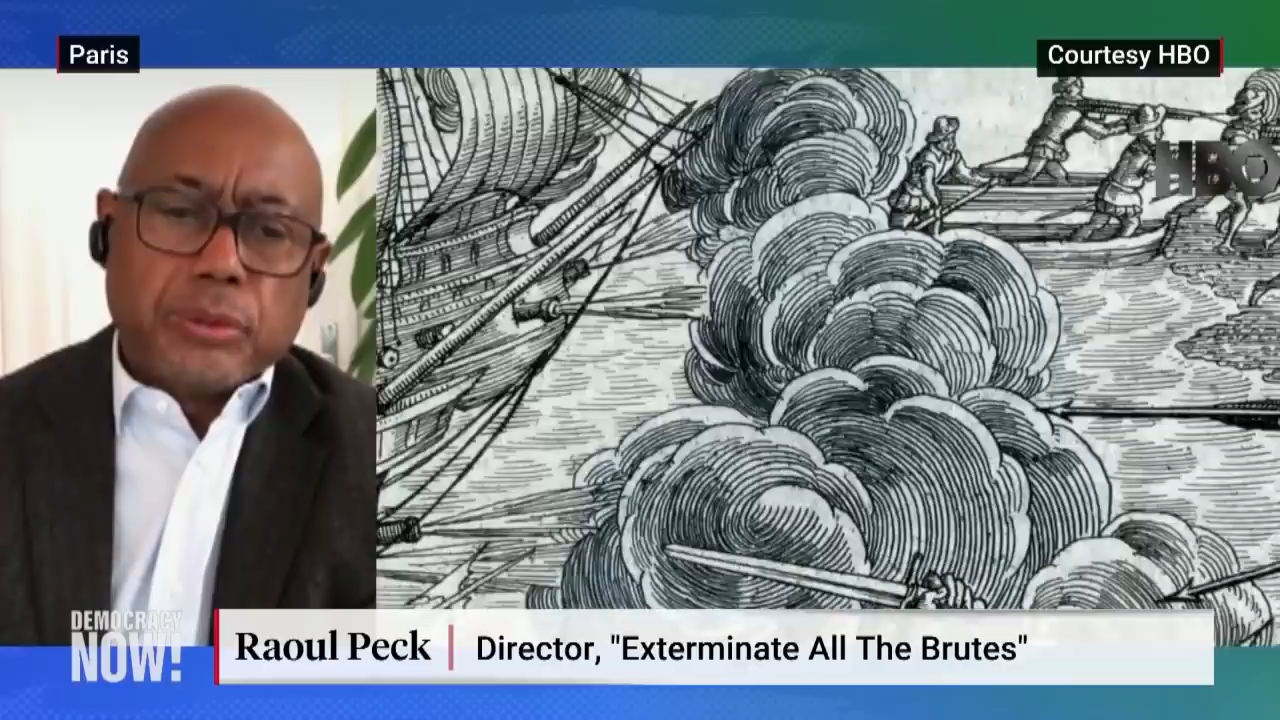 Paris
Courtesy HBO
HBO
DEMOCRACY
NOW!
Raoul Peck
Director, "Exterminate All The Brutes"